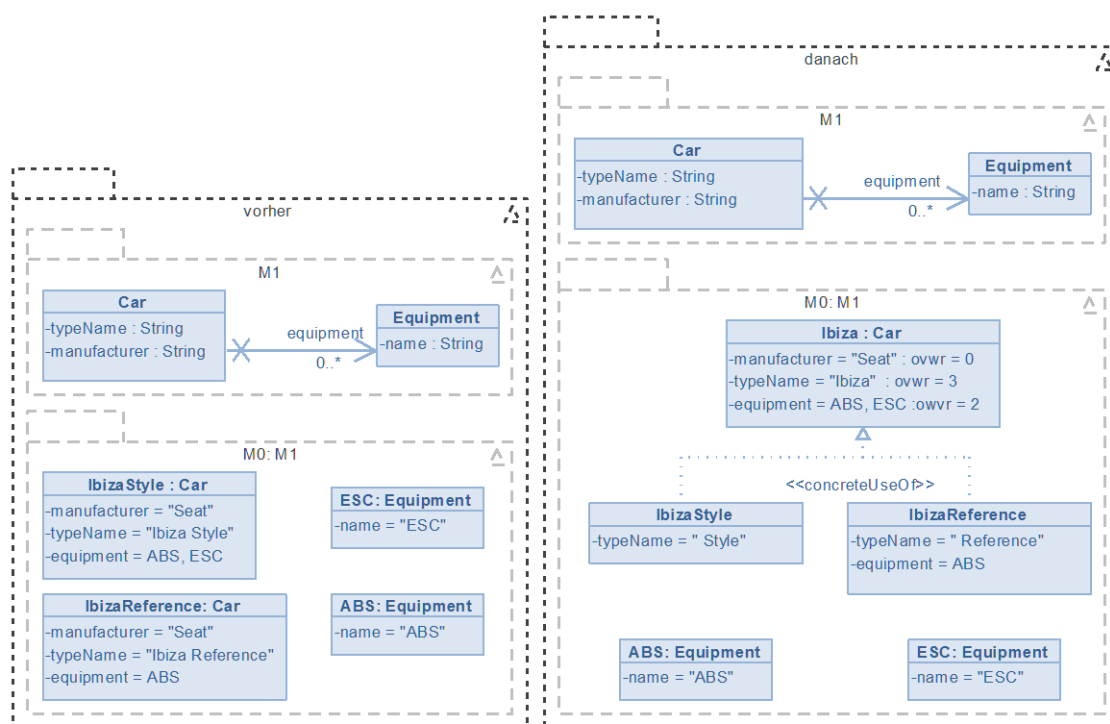 vorher
M1
Car
-typeName : String
-manufacturer : String
equipment
0..*
Equipment
-name : String
M0: M1
IbizaStyle : Car
-manufacturer = "Seat"
-typeName = "Ibiza Style"
-equipment = ABS, ESC
ESC: Equipment
-name = "ESC"
IbizaReference: Car
-manufacturer = "Seat"
-typeName = "Ibiza Reference"
-equipment = ABS
ABS: Equipment
-name = "ABS"
danach
M1
Car
-typeName : String
-manufacturer : String
equipment
0..*
Equipment
-name : String
M0: M1
Ibiza : Car
-manufacturer = "Seat" : ovwr = 0
-typeName = "Ibiza" : ovwr = 3
-equipment = ABS, ESC :owvr = 2
<<concreteUseOf>>
IbizaStyle
-typeName = " Style"
IbizaReference
-typeName = " Reference"
-equipment = ABS
ABS: Equipment
-name = "ABS"
ESC: Equipment
-name = "ESC"